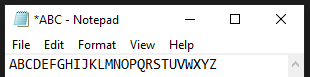 *ABC - Notepad
File Edit Format View Help
ABCDEFGHIJKLMNOPQRSTUVWXYZ